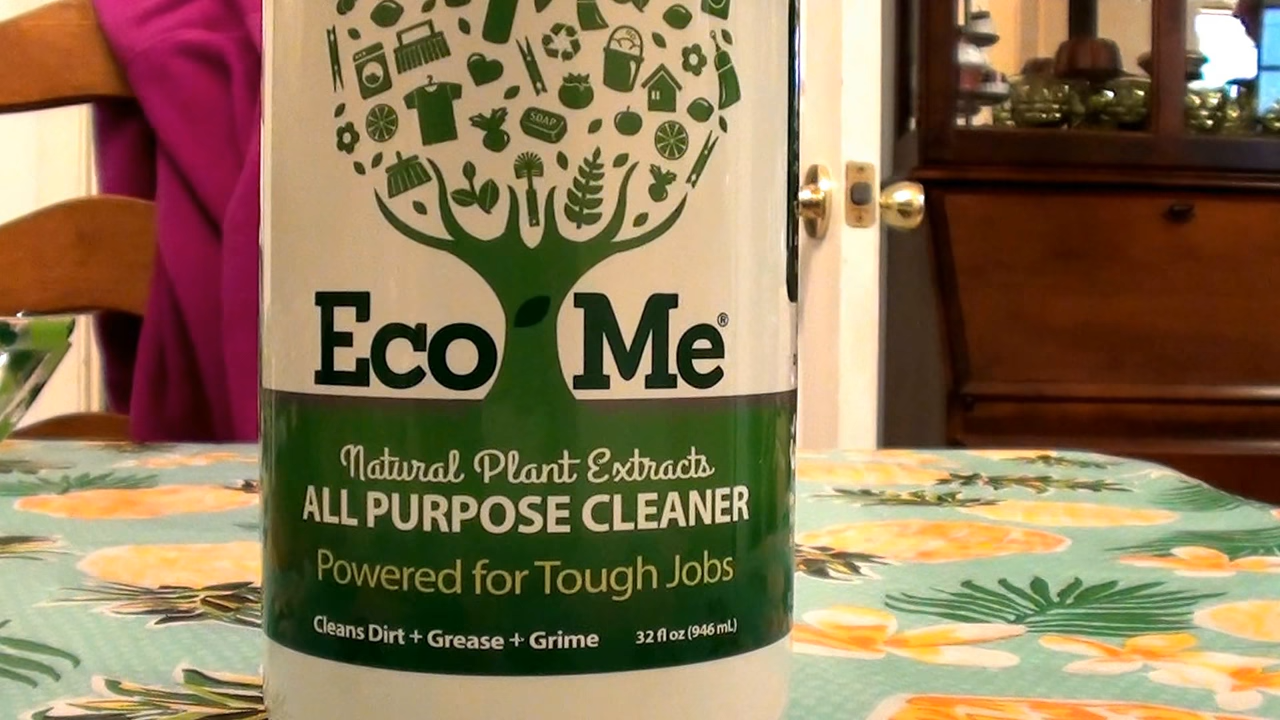 SOAP
Eco Me®
Natural Plant Extracts
ALL PURPOSE CLEANER
Powered for Tough Jobs
Cleans Dirt + Grease + Grime 32 fl oz (946 mL)